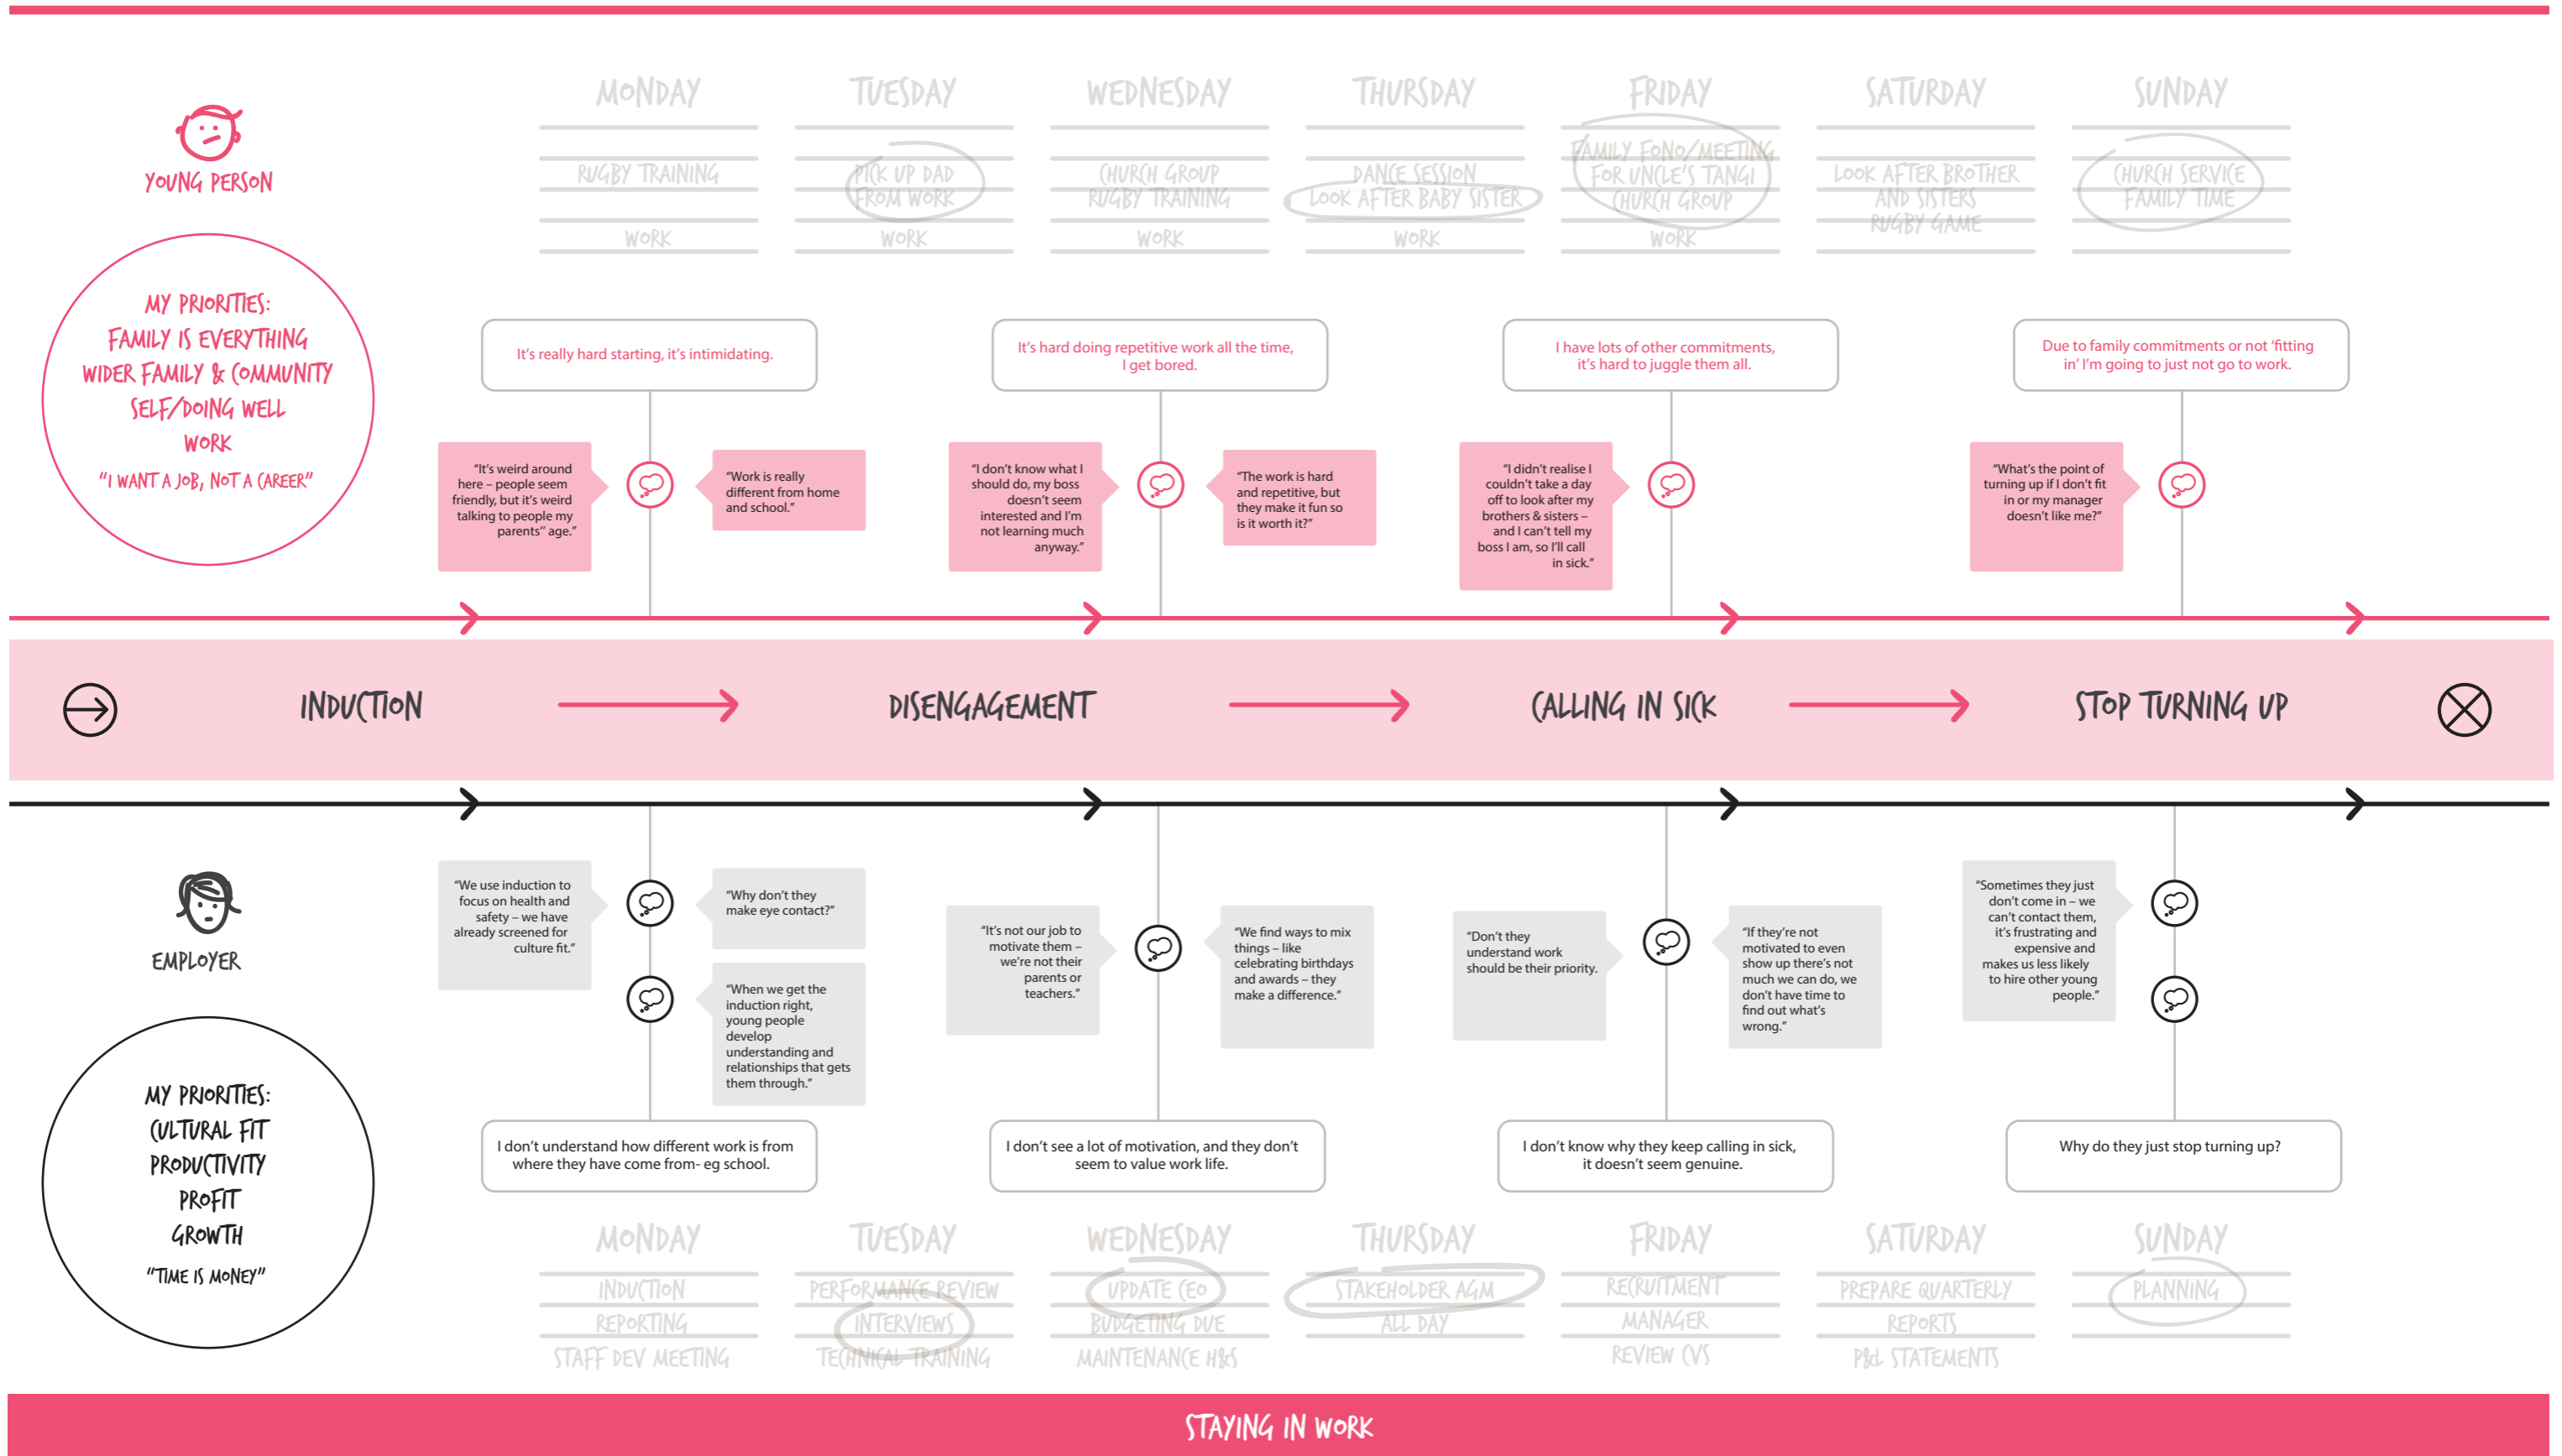 MONDAY
RUGBY TRAINING
WORK
TUESDAY
PICK UP DAD
FROM WORK
WORK
WEDNESDAY
CHURCH GROUP
RUGBY TRAINING
WORK
THURSDAY
DANCE SESSION
LOOK AFTER BABY SISTER
WORK
FRIDAY
FAMILY FONO/MEETING
FOR UNCLE'S TANGI
CHURCH GROUP
WORK
SATURDAY
LOOK AFTER BROTHER
AND SISTERS
RUGBY GAME
SUNDAY
CHURCH SERVICE
FAMILY TIME
YOUNG PERSON
MY PRIORITIES:
FAMILY IS EVERYTHING
WIDER FAMILY & COMMUNITY
SELF/DOING WELL
WORK
"I WANT A JOB, NOT A CAREER"
It's really hard starting, it's intimidating.
"It's weird around
here – people seem
friendly, but it's weird
talking to people my
parents'' age."
"Work is really
different from home
and school."
It's hard doing repetitive work all the time,
I get bored.
"I don't know what I
should do, my boss
doesn't seem
interested and I'm
not learning much
anyway."
"The work is hard
and repetitive, but
they make it fun so
is it worth it?"
I have lots of other commitments,
it's hard to juggle them all.
"I didn't realise I
couldn't take a day
off to look after my
brothers & sisters –
and I can't tell my
boss I am, so I'll call
in sick."
Due to family commitments or not 'fitting
in' I'm going to just not go to work.
"What's the point of
turning up if I don't fit
in or my manager
doesn't like me?"
INDUCTION
DISENGAGEMENT
CALLING IN SICK
STOP TURNING UP
EMPLOYER
MY PRIORITIES:
CULTURAL FIT
PRODUCTIVITY
PROFIT
GROWTH
"TIME IS MONEY"
"We use induction to
focus on health and
safety – we have
already screened for
culture fit."
"Why don't they
make eye contact?"
"When we get the
induction right,
young people
develop
understanding and
relationships that gets
them through."
I don't understand how different work is from
where they have come from- eg school.
"It's not our job to
motivate them –
we're not their
parents or
teachers."
"We find ways to mix
things – like
celebrating birthdays
and awards – they
make a difference."
I don't see a lot of motivation, and they don't
seem to value work life.
"Don't they
understand work
should be their priority.
"If they're not
motivated to even
show up there's not
much we can do, we
don't have time to
find out what's
wrong."
I don't know why they keep calling in sick,
it doesn't seem genuine.
"Sometimes they just
don't come in – we
can't contact them,
it's frustrating and
expensive and
makes us less likely
to hire other young
people."
Why do they just stop turning up?
MONDAY
INDUCTION
REPORTING
STAFF DEV MEETING
TUESDAY
PERFORMANCE REVIEW
INTERVIEWS
TECHNICAL TRAINING
WEDNESDAY
UPDATE CEO
BUDGETING DUE
MAINTENANCE H&S
THURSDAY
STAKEHOLDER AGM
ALL DAY
FRIDAY
RECRUITMENT
MANAGER
REVIEW CVS
SATURDAY
PREPARE QUARTERLY
REPORTS
P&L STATEMENTS
SUNDAY
PLANNING
STAYING IN WORK